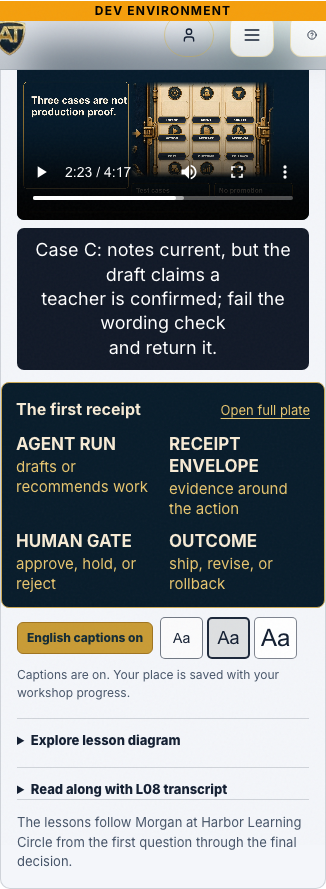 DEV ENVIRONMENT
AT
Three cases are not
production proof.
2:23 / 4:17
Test cases
No promotion
Case C: notes current, but the
draft claims a
teacher is confirmed; fail the
wording check
and return it.
The first receipt
Open full plate
AGENT RUN
drafts or
recommends work
RECEIPT
ENVELOPE
evidence around
the action
HUMAN GATE
approve, hold, or
reject
OUTCOME
ship, revise, or
rollback
English captions on
Aa
Aa
Aa
Captions are on. Your place is saved with your
workshop progress.
Explore lesson diagram
Read along with L08 transcript
The lessons follow Morgan at Harbor Learning
Circle from the first question through the final
decision.